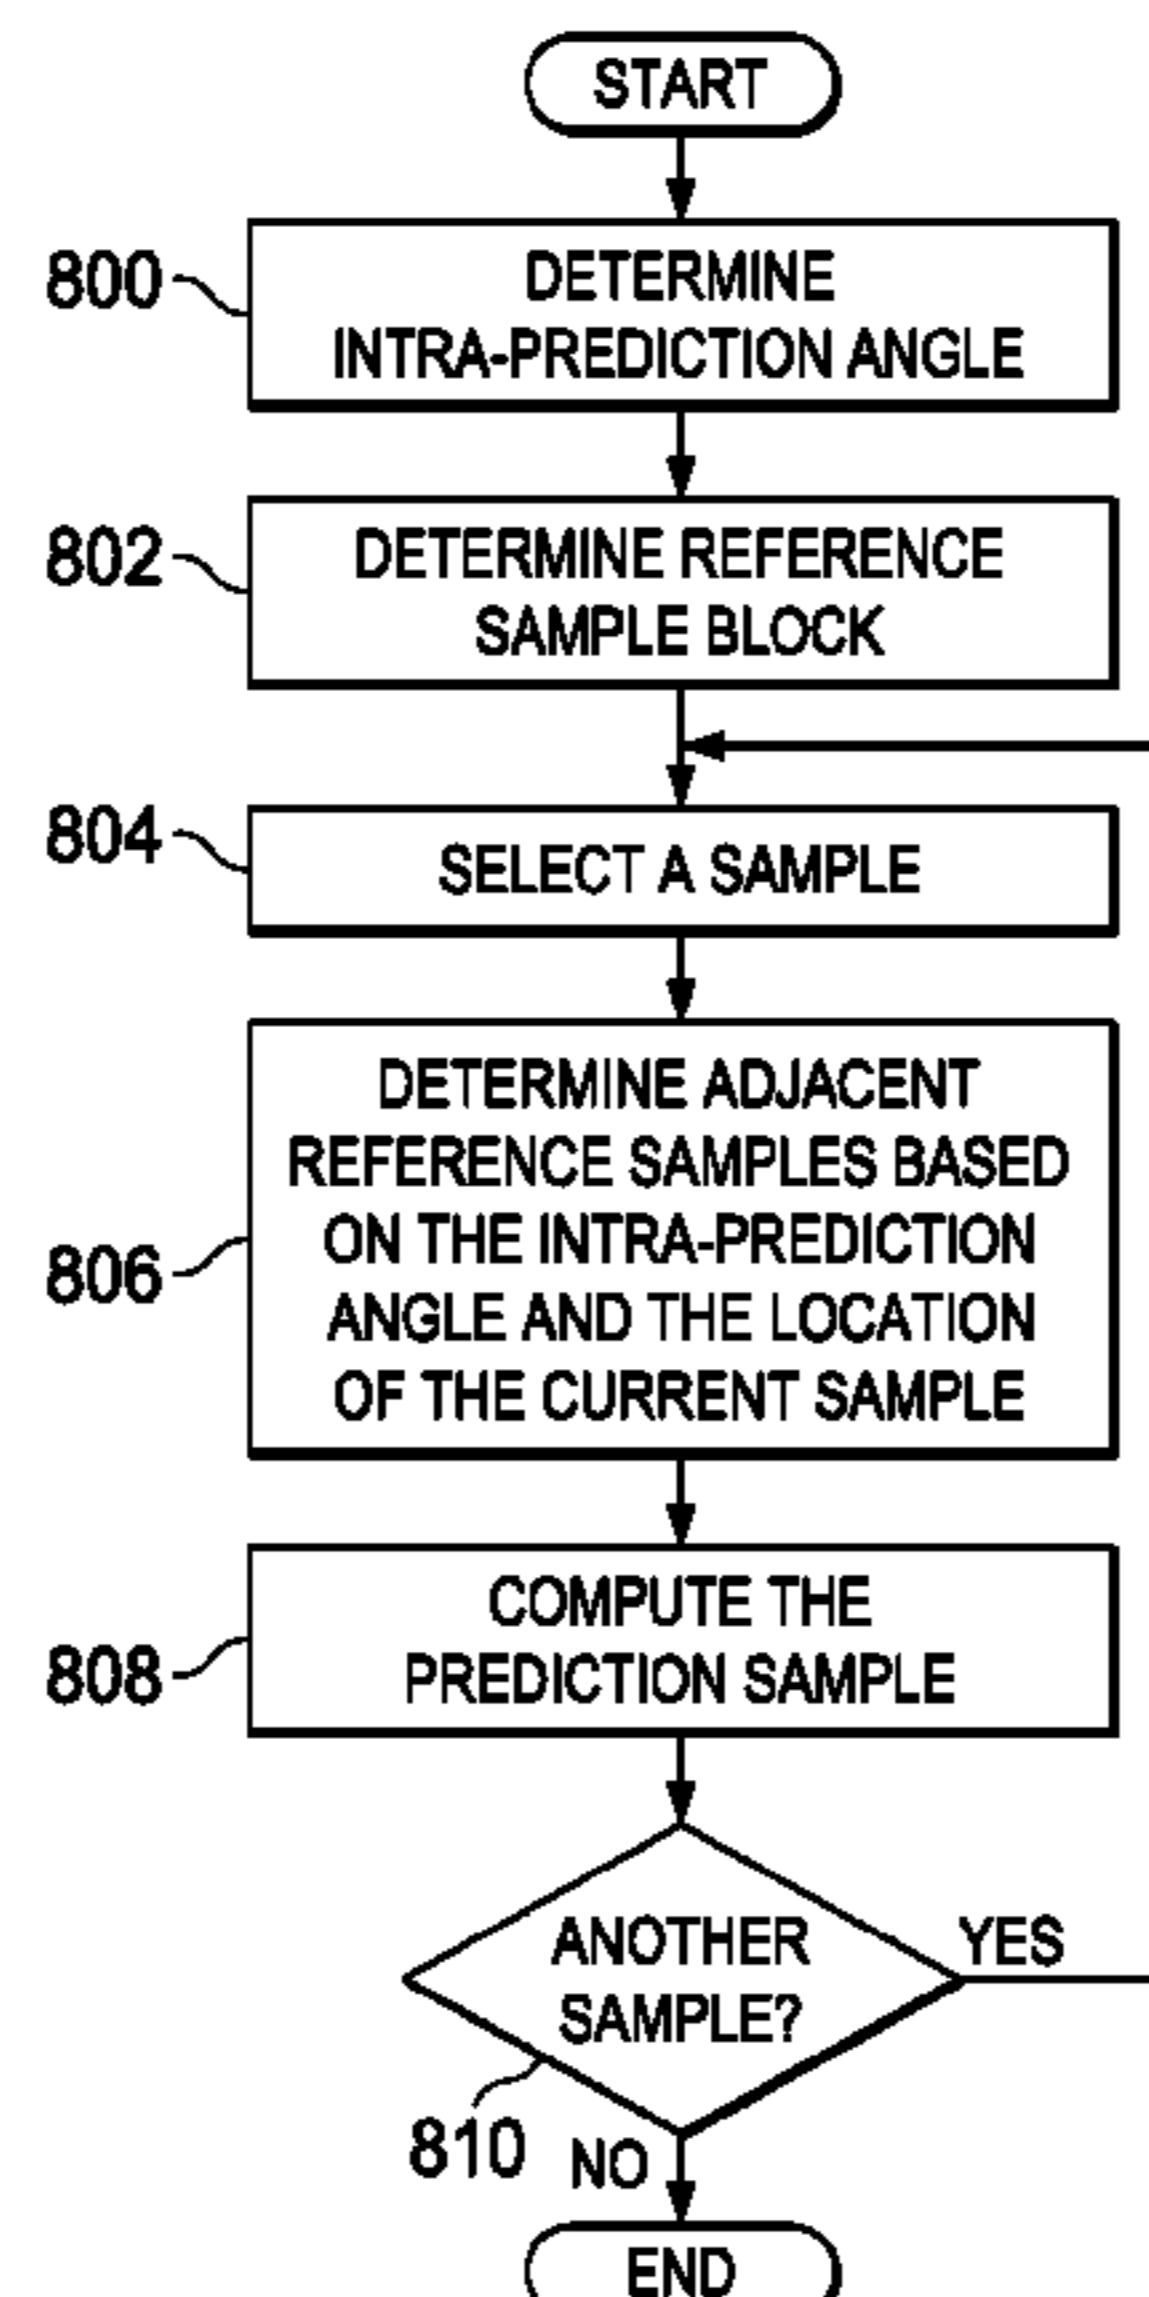 START
800
DETERMINE
INTRA-PREDICTION ANGLE
802
DETERMINE REFERENCE
SAMPLE BLOCK
804
SELECT A SAMPLE
806
DETERMINE ADJACENT
REFERENCE SAMPLES BASED
ON THE INTRA-PREDICTION
ANGLE AND THE LOCATION
OF THE CURRENT SAMPLE
808
COMPUTE THE
PREDICTION SAMPLE
ANOTHER
SAMPLE?
YES
810
NO
END